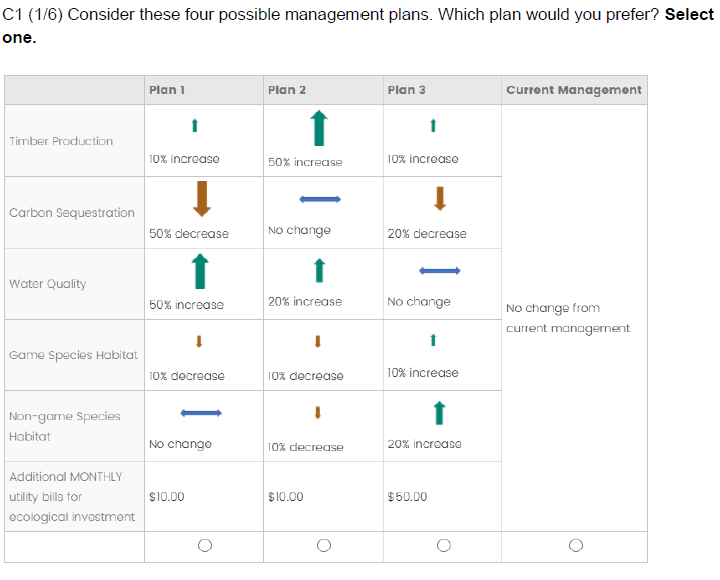 C1 (1/6) Consider these four possible management plans. Which plan would you prefer? Select
one.
Plan 1 Plan 2 Plan 3 Current Management
Timber Production
10% increase 50% increase 10% increase
Carbon Sequestration
50% decrease No change 20% decrease
Water Quality
50% increase 20% increase No change
No change from
current management
Game Species Habitat
10% decrease 10% decrease 10% increase
Non-game Species
Habitat
No change 10% decrease 20% increase
Additional MONTHLY
utility bills for
ecological investment
$10.00 $10.00 $50.00